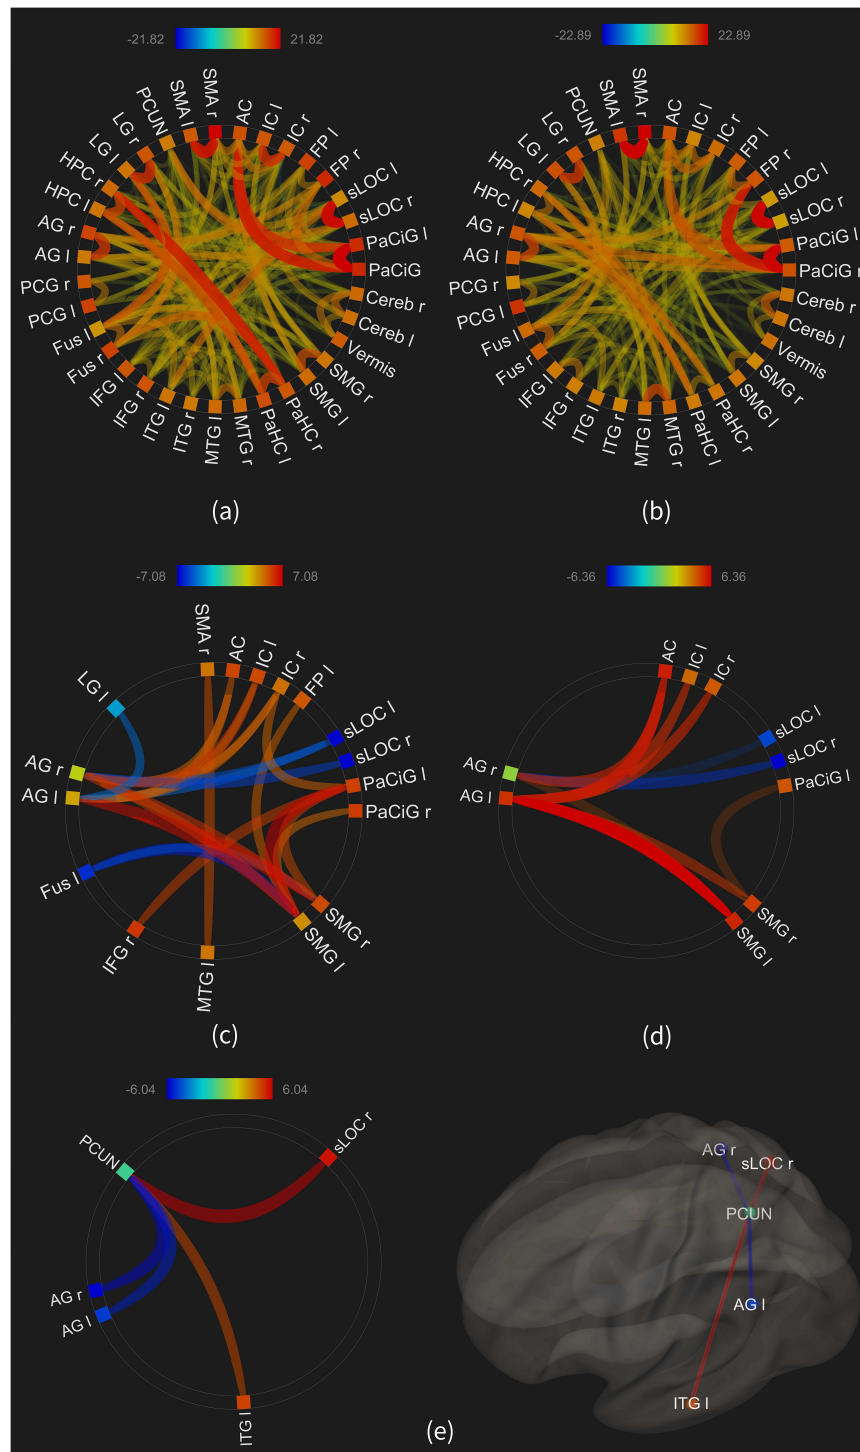 -21.82 21.82
SMA r
AC
IC l
IC r
FP l
FP r
sLOC l
sLOC r
PaCiG l
PaCiG
Cereb r
Cereb l
Vermis
SMG r
SMG l
PaHC r
PaHC l
MTG r
MTG l
ITG r
ITG l
IFG r
IFG l
Fus r
Fus l
PCG l
PCG r
AG l
AG r
HPC l
HPC r
LG l
LG r
PCUN
SMA l
(a)
-22.89 22.89
SMA r
AC
IC l
IC r
FP l
FP r
sLOC l
sLOC r
PaCiG l
PaCiG r
Cereb r
Cereb l
Vermis
SMG r
SMG l
PaHC r
PaHC l
MTG r
MTG l
ITG r
ITG l
IFG r
IFG l
Fus r
Fus l
PCG l
PCG r
AG l
AG r
HPC l
HPC r
LG l
LG r
PCUN
SMA l
(b)
-7.08 7.08
SMA r
AC
IC l
IC r
FP l
sLOC l
sLOC r
PaCiG l
PaCiG r
SMG r
SMG l
MTG l
IFG r
Fus l
AG l
AG r
LG l
(c)
-6.36 6.36
AC
IC l
IC r
sLOC l
sLOC r
PaCiG l
SMG r
SMG l
AG l
AG r
(d)
-6.04 6.04
PCUN
sLOC r
AG r
AG l
ITG l
AG r
sLOC r
PCUN
AG l
ITG l
(e)